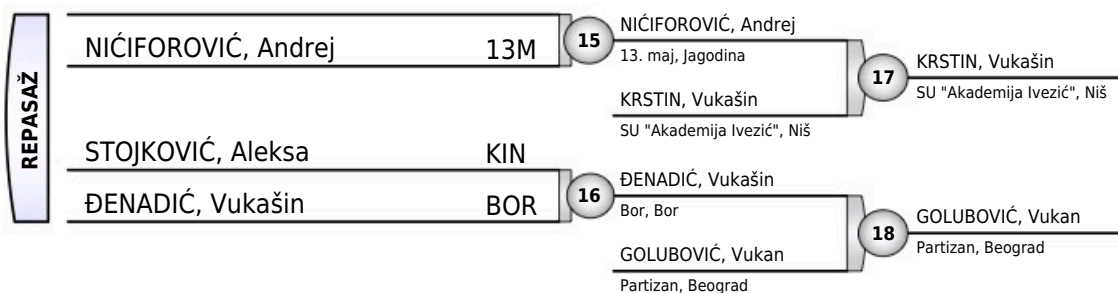 REPASAŽ
NIĆIFOROVIĆ, Andrej 13M
STOJKOVIĆ, Aleksa KIN
ĐENADIĆ, Vukašin BOR
15
16
NIĆIFOROVIĆ, Andrej
13. maj, Jagodina
KRSTIN, Vukašin
SU "Akademija Ivezić", Niš
ĐENADIĆ, Vukašin
Bor, Bor
GOLUBOVIĆ, Vukan
Partizan, Beograd
17
18
KRSTIN, Vukašin
SU "Akademija Ivezić", Niš
GOLUBOVIĆ, Vukan
Partizan, Beograd